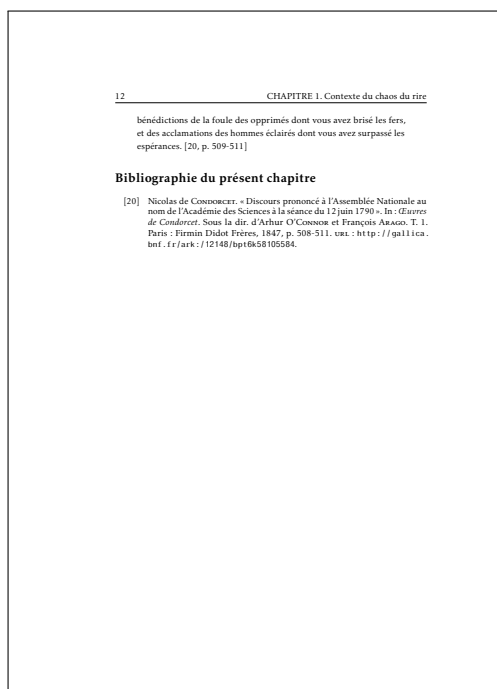 12 CHAPITRE 1. Contexte du chaos du rire
bénédictions de la foule des opprimés dont vous avez brisé les fers,
et des acclamations des hommes éclairés dont vous avez surpassé les
espérances. [20, p. 509-511]
Bibliographie du présent chapitre
[20] Nicolas de Condorcet. « Discours prononcé à l’Assemblée Nationale au
nom de l’Académie des Sciences à la séance du 12 juin 1790 ». In : Œuvres
de Condorcet. Sous la dir. d’Arhur O’Connor et François Arago. T. 1.
Paris : Firmin Didot Frères, 1847, p. 508-511. url : http://gallica.
bnf.fr/ark:/12148/bpt6k58105584.